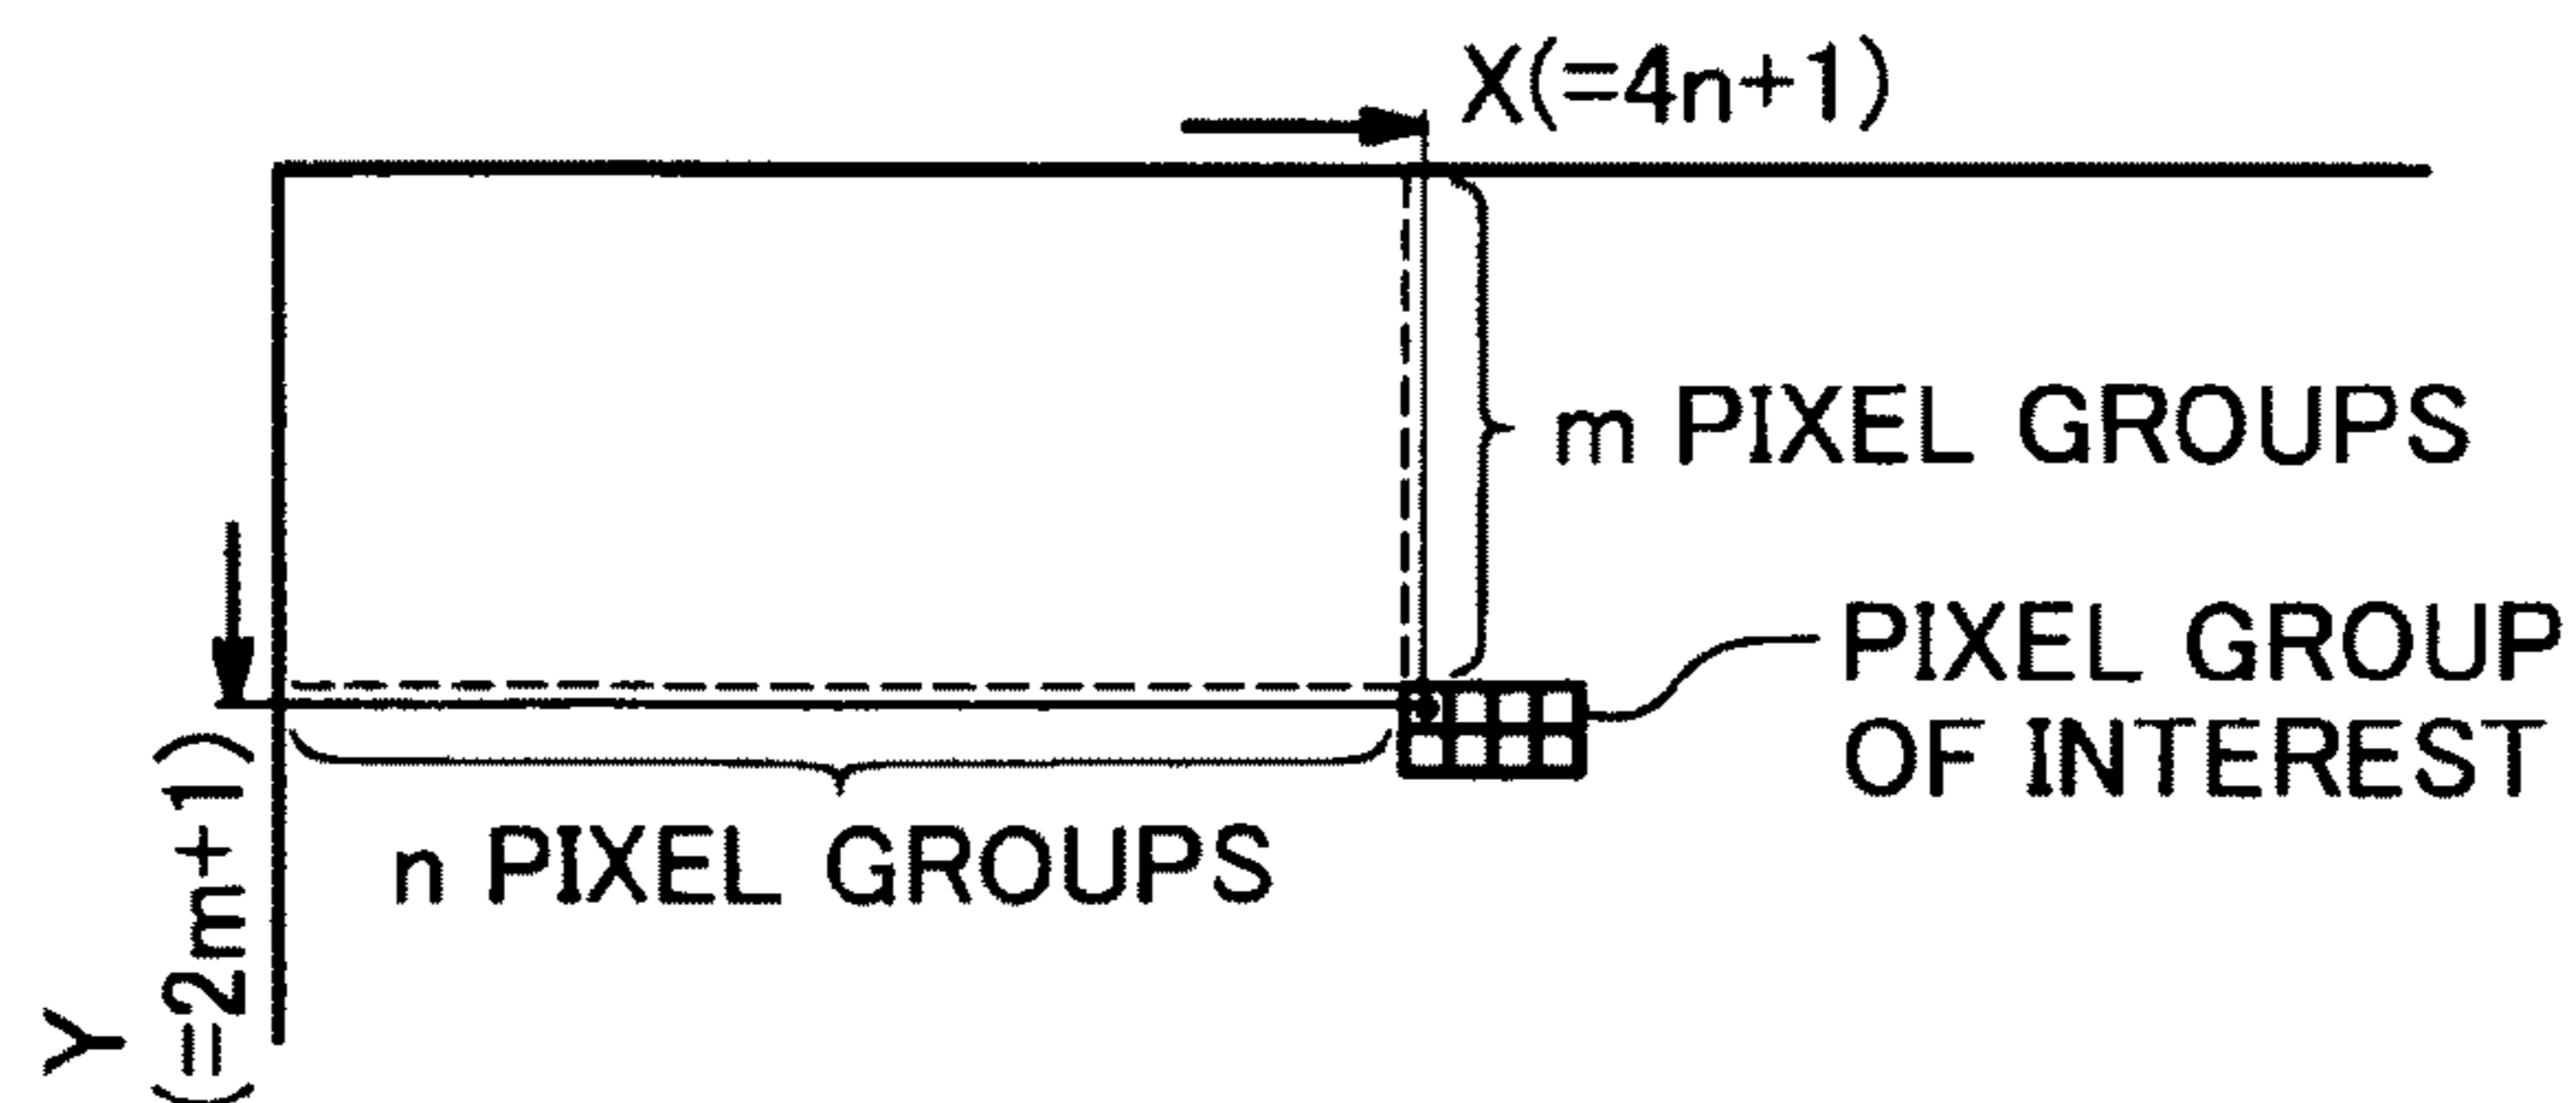 X(=4n+1)
m PIXEL GROUPS
PIXEL GROUP
OF INTEREST
n PIXEL GROUPS
Y
(=2m+1)